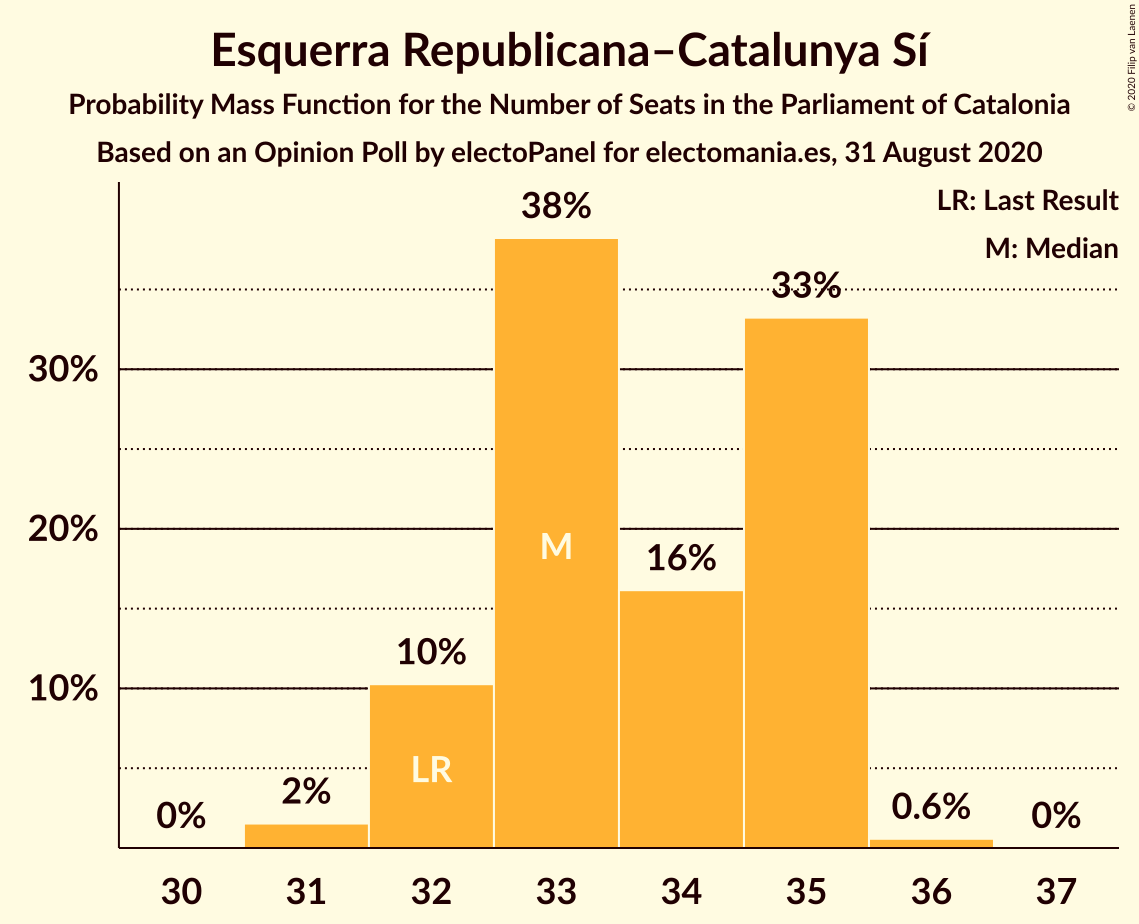 Esquerra Republicana–Catalunya Sí
Probability Mass Function for the Number of Seats in the Parliament of Catalonia
Based on an Opinion Poll by electoPanel for electomania.es, 31 August 2020
© 2020 Filip van Laenen
LR: Last Result
M: Median
38%
33%
30%
20%
M
16%
10%
10%
LR
2%
0%
0.6%
0%
30 31 32 33 34 35 36 37